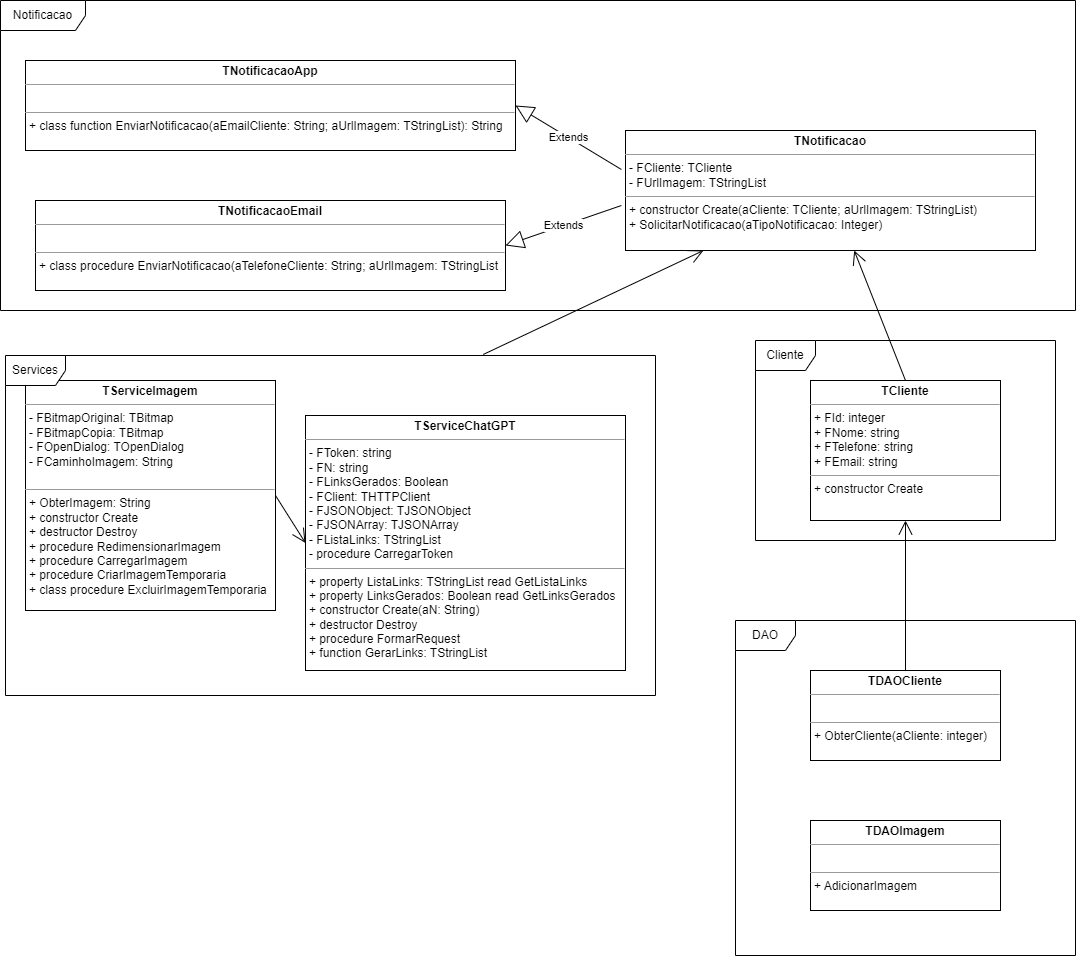 Notificacao
TNotificacaoApp
+ class function EnviarNotificacao(aEmailCliente: String; aUrlImagem: TStringList): String
Extends
TNotificacao
- FCliente: TCliente
- FUrlImagem: TStringList
+ constructor Create(aCliente: TCliente; aUrlImagem: TStringList)
+ SolicitarNotificacao(aTipoNotificacao: Integer)
TNotificacaoEmail
+ class procedure EnviarNotificacao(aTelefoneCliente: String; aUrlImagem: TStringList
Extends
Services
TServiceImagem
- FBitmapOriginal: TBitmap
- FBitmapCopia: TBitmap
- FOpenDialog: TOpenDialog
- FCaminhoImagem: String
+ ObterImagem: String
+ constructor Create
+ destructor Destroy
+ procedure RedimensionarImagem
+ procedure CarregarImagem
+ procedure CriarImagemTemporaria
+ class procedure ExcluirImagemTemporaria
TServiceChatGPT
- FToken: string
- FN: string
- FLinksGerados: Boolean
- FClient: THTTPClient
- FJSONObject: TJSONObject
- FJSONArray: TJSONArray
- FListaLinks: TStringList
- procedure CarregarToken
+ property ListaLinks: TStringList read GetListaLinks
+ property LinksGerados: Boolean read GetLinksGerados
+ constructor Create(aN: String)
+ destructor Destroy
+ procedure FormarRequest
+ function GerarLinks: TStringList
Cliente
TCliente
+ FId: integer
+ FNome: string
+ FTelefone: string
+ FEmail: string
+ constructor Create
DAO
TDAOCliente
+ ObterCliente(aCliente: integer)
TDAOImagem
+ AdicionarImagem